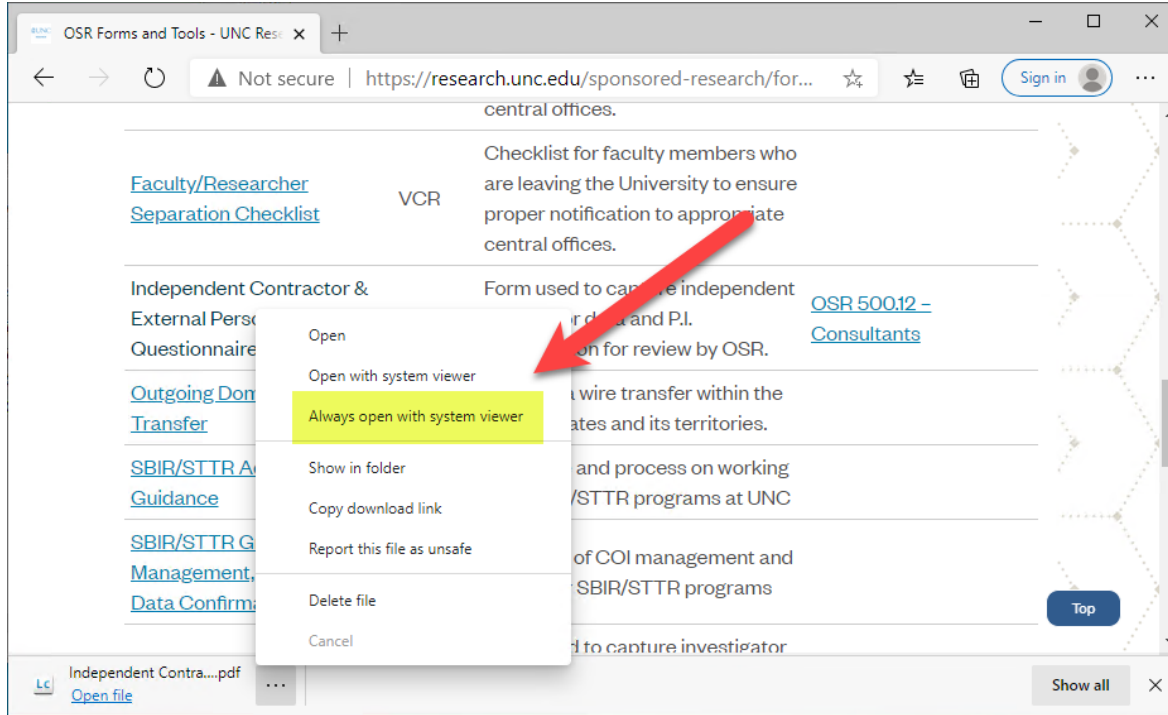 OSR Forms and Tools - UNC Rese
Not secure | https://research.unc.edu/sponsored-research/for...
Sign in
central offices.
Faculty/Researcher
Separation Checklist
VCR
Checklist for faculty members who
are leaving the University to ensure
proper notification to appropriate
central offices.
Independent Contractor &
External Perso
Questionnaire
Form used to capture independent
data and P.I.
on for review by OSR.
OSR 500.12 –
Consultants
Outgoing Dom
Transfer
a wire transfer within the
ates and its territories.
SBIR/STTR A
Guidance
and process on working
/STTR programs at UNC
SBIR/STTR G
Management,
Data Confirma
of COI management and
SBIR/STTR programs
d to capture investigator
Open
Open with system viewer
Always open with system viewer
Show in folder
Copy download link
Report this file as unsafe
Delete file
Cancel
Top
Lc
Independent Contra....pdf
Open file
Show all